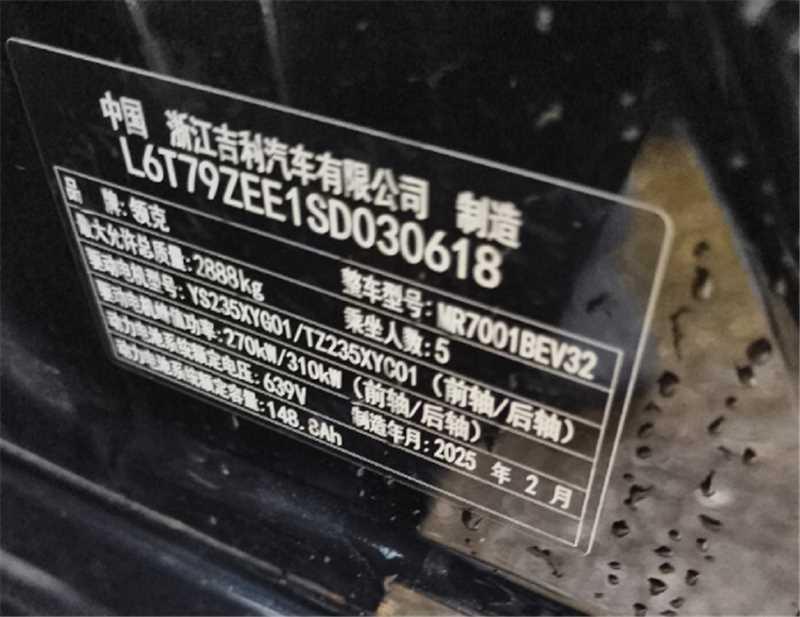 中国 浙江吉利汽车有限公司 制造
L6T79ZEE1SD030618
品 牌:领克 整车型号:MR7001BEV32
最大允许总质量:2888kg 乘坐人数:5
驱动电机型号:YS235XYG01/TZ235XYC01 (前轴/后轴)
驱动电机峰值功率:270kW/310kW (前轴/后轴)
动力电池系统额定电压:639V 制造年月:2025 年 2 月
动力电池系统额定容量:148.8Ah